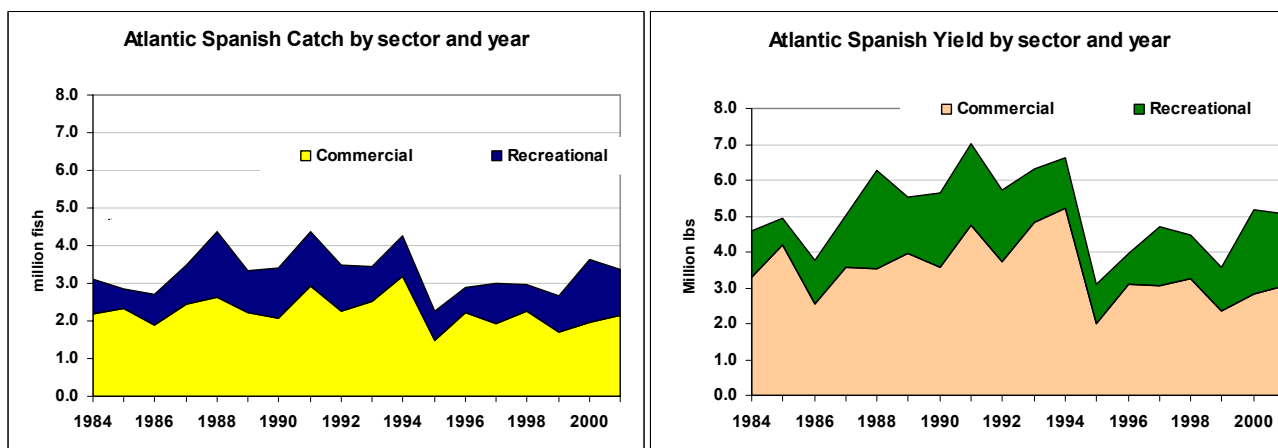 Atlantic Spanish Catch by sector and year
8.0
7.0
6.0
5.0
4.0
3.0
2.0
1.0
0.0
million fish
Commercial Recreational
1984 1986 1988 1990 1992 1994 1996 1998 2000
Atlantic Spanish Yield by sector and year
8.0
7.0
6.0
5.0
4.0
3.0
2.0
1.0
0.0
Million lbs
Commercial Recreational
1984 1986 1988 1990 1992 1994 1996 1998 2000